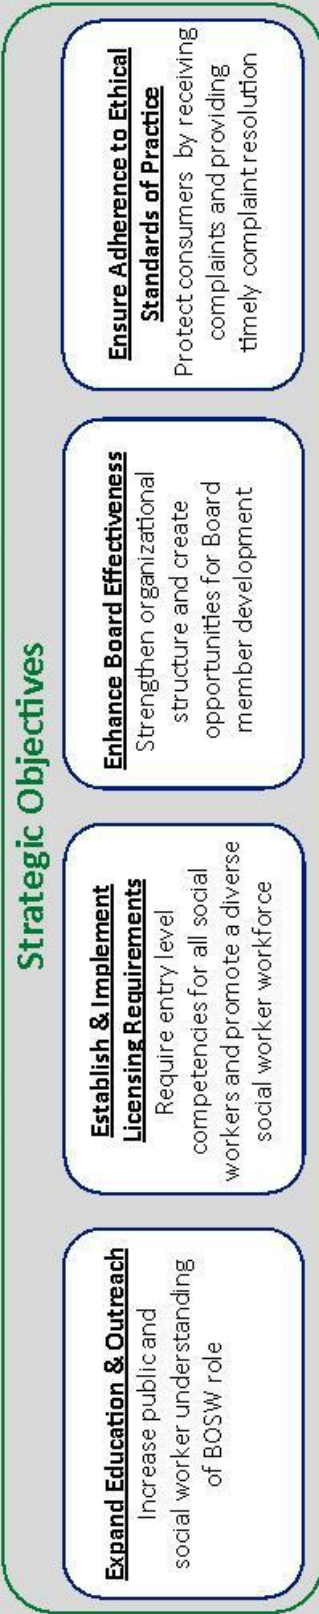 Strategic Objectives
Expand Education & Outreach
Increase public and
social worker understanding
of BOSW role
Establish & Implement
Licensing Requirements
Require entry level
competencies for all social
workers and promote a diverse
social worker workforce
Enhance Board Effectiveness
Strengthen organizational
structure and create
opportunities for Board
member development
Ensure Adherence to Ethical
Standards of Practice
Protect consumers by receiving
complaints and providing
timely complaint resolution